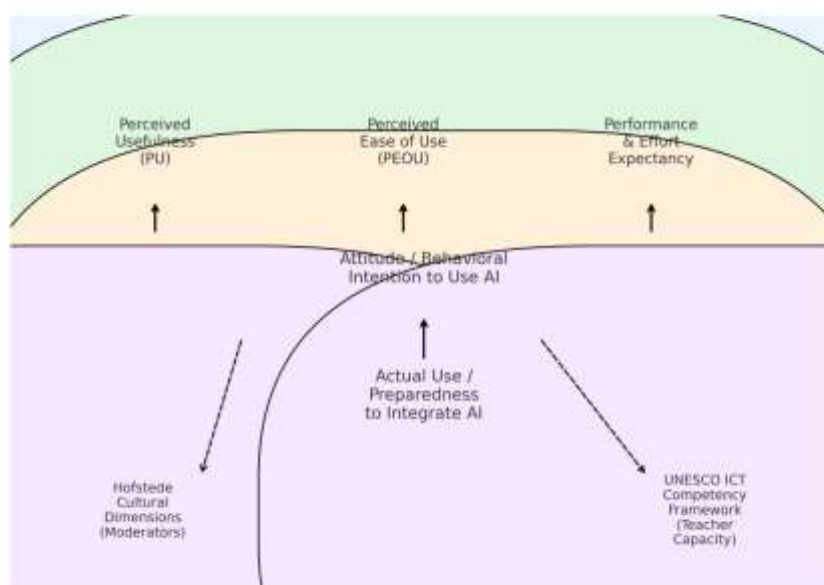 Perceived
Usefulness
(PU)
Perceived
Ease of Use
(PEOU)
Performance
& Effort
Expectancy
Attitude / Behavioral
Intention to Use AI
Actual Use /
Preparedness
to Integrate AI
Hofstede
Cultural
Dimensions
(Moderators)
UNESCO ICT
Competency
Framework
(Teacher
Capacity)